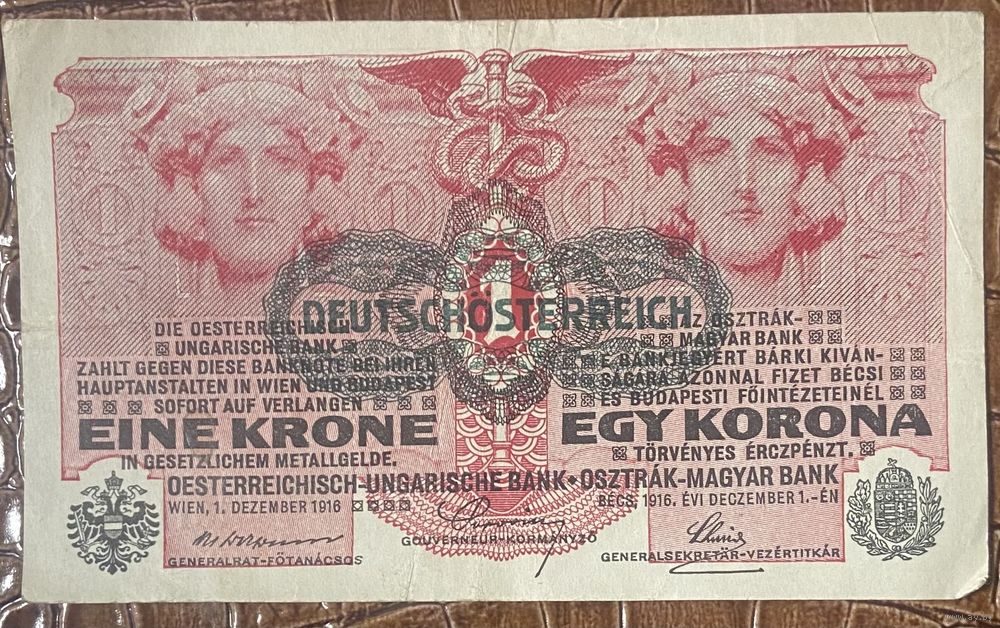 DEUTSCHÖSTERREICH
1
DIE OESTERREICHISCH-
UNGARISCHE BANK
ZAHLT GEGEN DIESE BANKNOTE BEI IHREN
HAUPTANSTALTEN IN WIEN UND BUDAPEST
SOFORT AUF VERLANGEN
EINE KRONE
IN GESETZLICHEM METALLGELDE.
AZ OSZTRÁK-
MAGYAR BANK
E BANKJEGYÉRT BÁRKI KIVÁN-
SÁGÁRA AZONNAL FIZET BÉCSI
ÉS BUDAPESTI FŐINTÉZETEINÉL
EGY KORONA
TÖRVÉNYES ÉRCZPÉNZT.
OESTERREICHISCH-UNGARISCHE BANK • OSZTRÁK-MAGYAR BANK
WIEN, 1. DEZEMBER 1916
BÉCS, 1916. ÉVI DECZEMBER 1.-ÉN
GENERALRAT-FŐTANÁCSOS
GOUVERNEUR-KORMÁNYZÓ
GENERALSEKRETÄR-VEZÉRTITKÁR